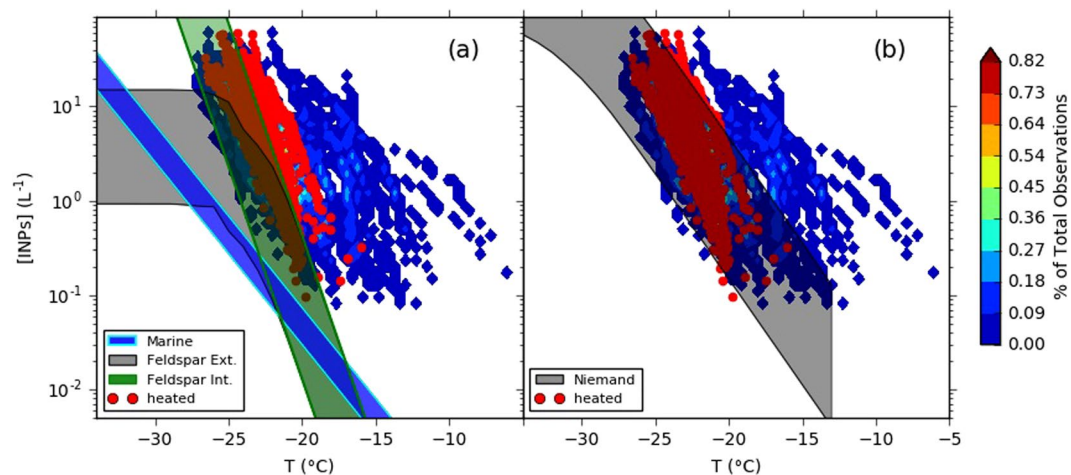 (a)
(b)
[INPs] (L⁻¹)
10¹
10⁰
10⁻¹
10⁻²
Marine
Feldspar Ext.
Feldspar Int.
heated
Niemand
heated
−30
−25
−20
−15
−10
−30
−25
−20
−15
−10
−5
T (°C)
T (°C)
0.82
0.73
0.64
0.54
0.45
0.36
0.27
0.18
0.09
0.00
% of Total Observations